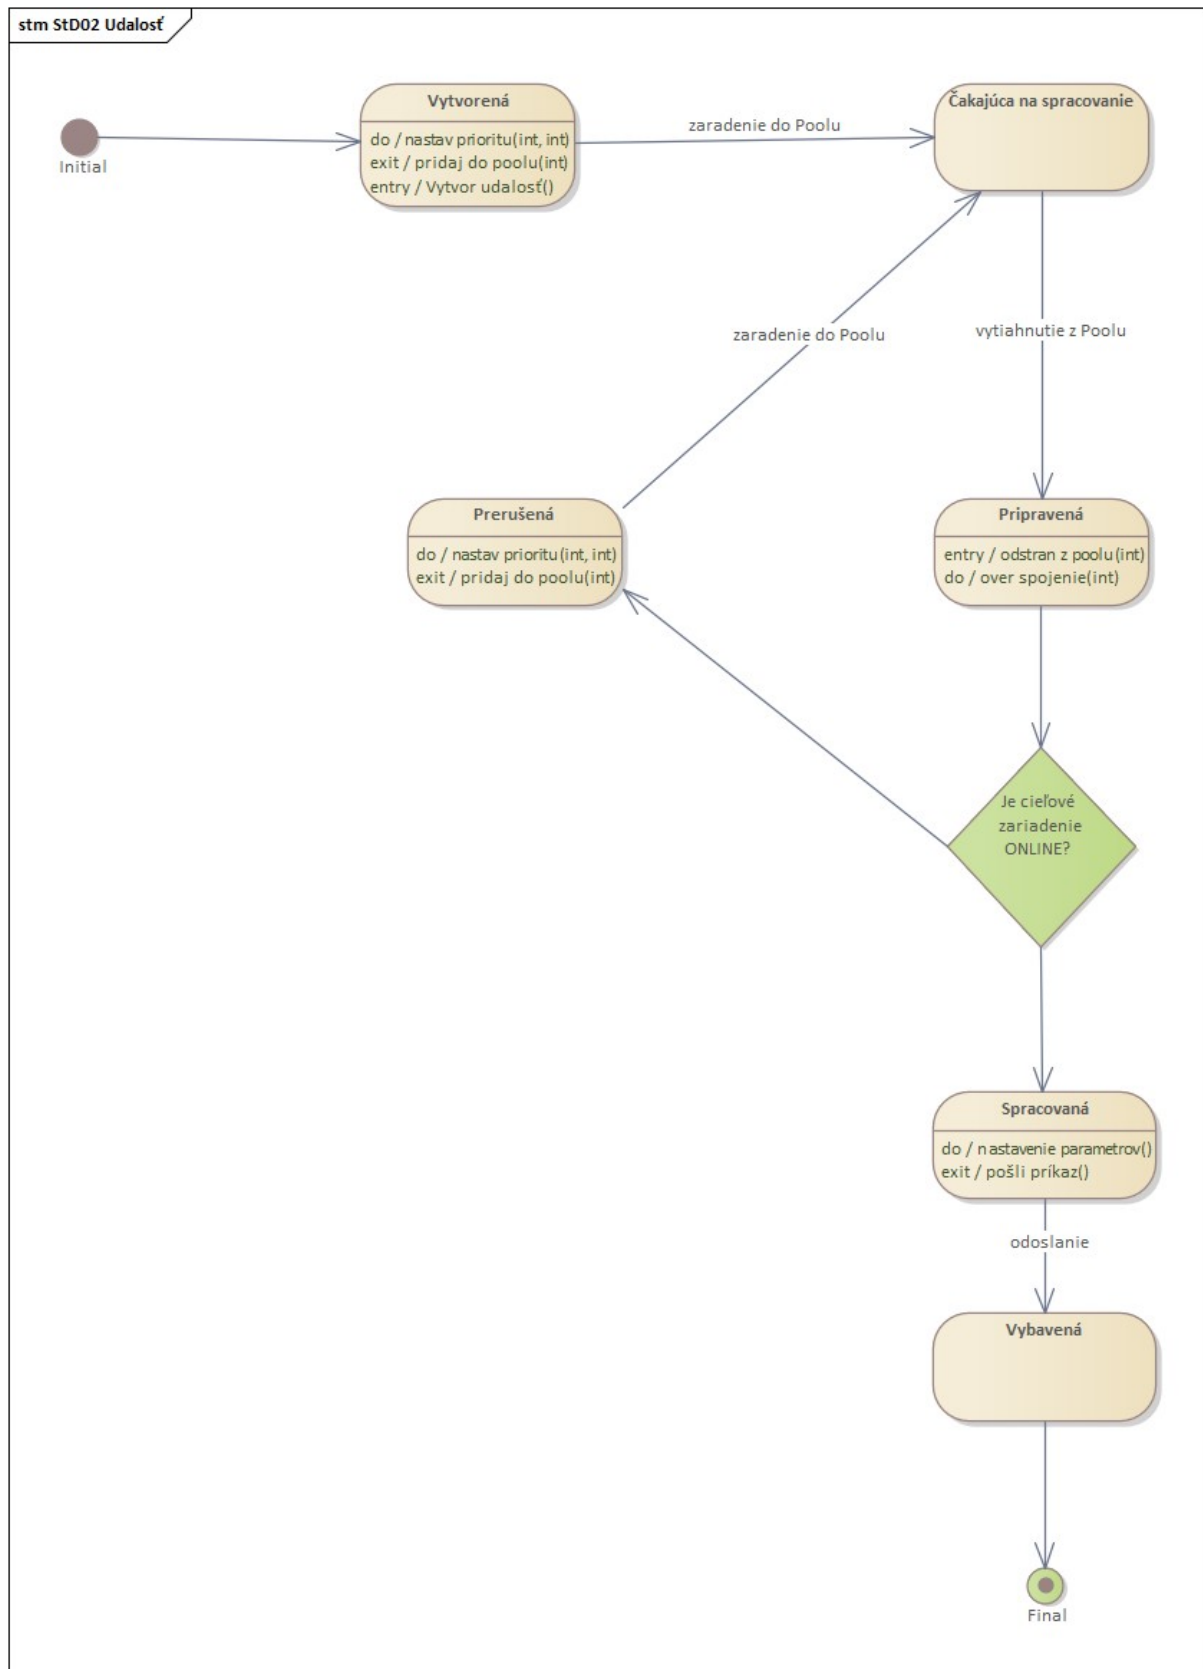 stm StD02 Udalosť
Initial
Vytvorená
do / nastav prioritu(int, int)
exit / pridaj do poolu(int)
entry / Vytvor udalosť()
zaradenie do Poolu
Čakajúca na spracovanie
zaradenie do Poolu
vytiahnutie z Poolu
Prerušená
do / nastav prioritu(int, int)
exit / pridaj do poolu(int)
Pripravená
entry / odstran z poolu(int)
do / over spojenie(int)
Je cieľové
zariadenie
ONLINE?
Spracovaná
do / nastavenie parametrov()
exit / pošli príkaz()
odoslanie
Vybavená
Final